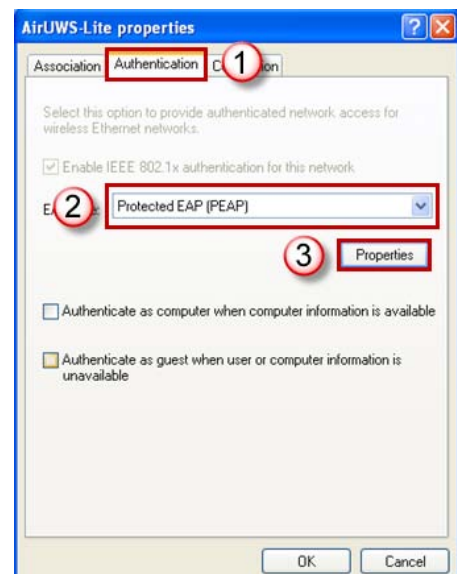 AirUWS-Lite properties
Association Authentication
1
Select this option to provide authenticated network access for
wireless Ethernet networks.
Enable IEEE 802.1x authentication for this network
2 Protected EAP (PEAP)
3 Properties
Authenticate as computer when computer information is available
Authenticate as guest when user or computer information is
unavailable
OK Cancel